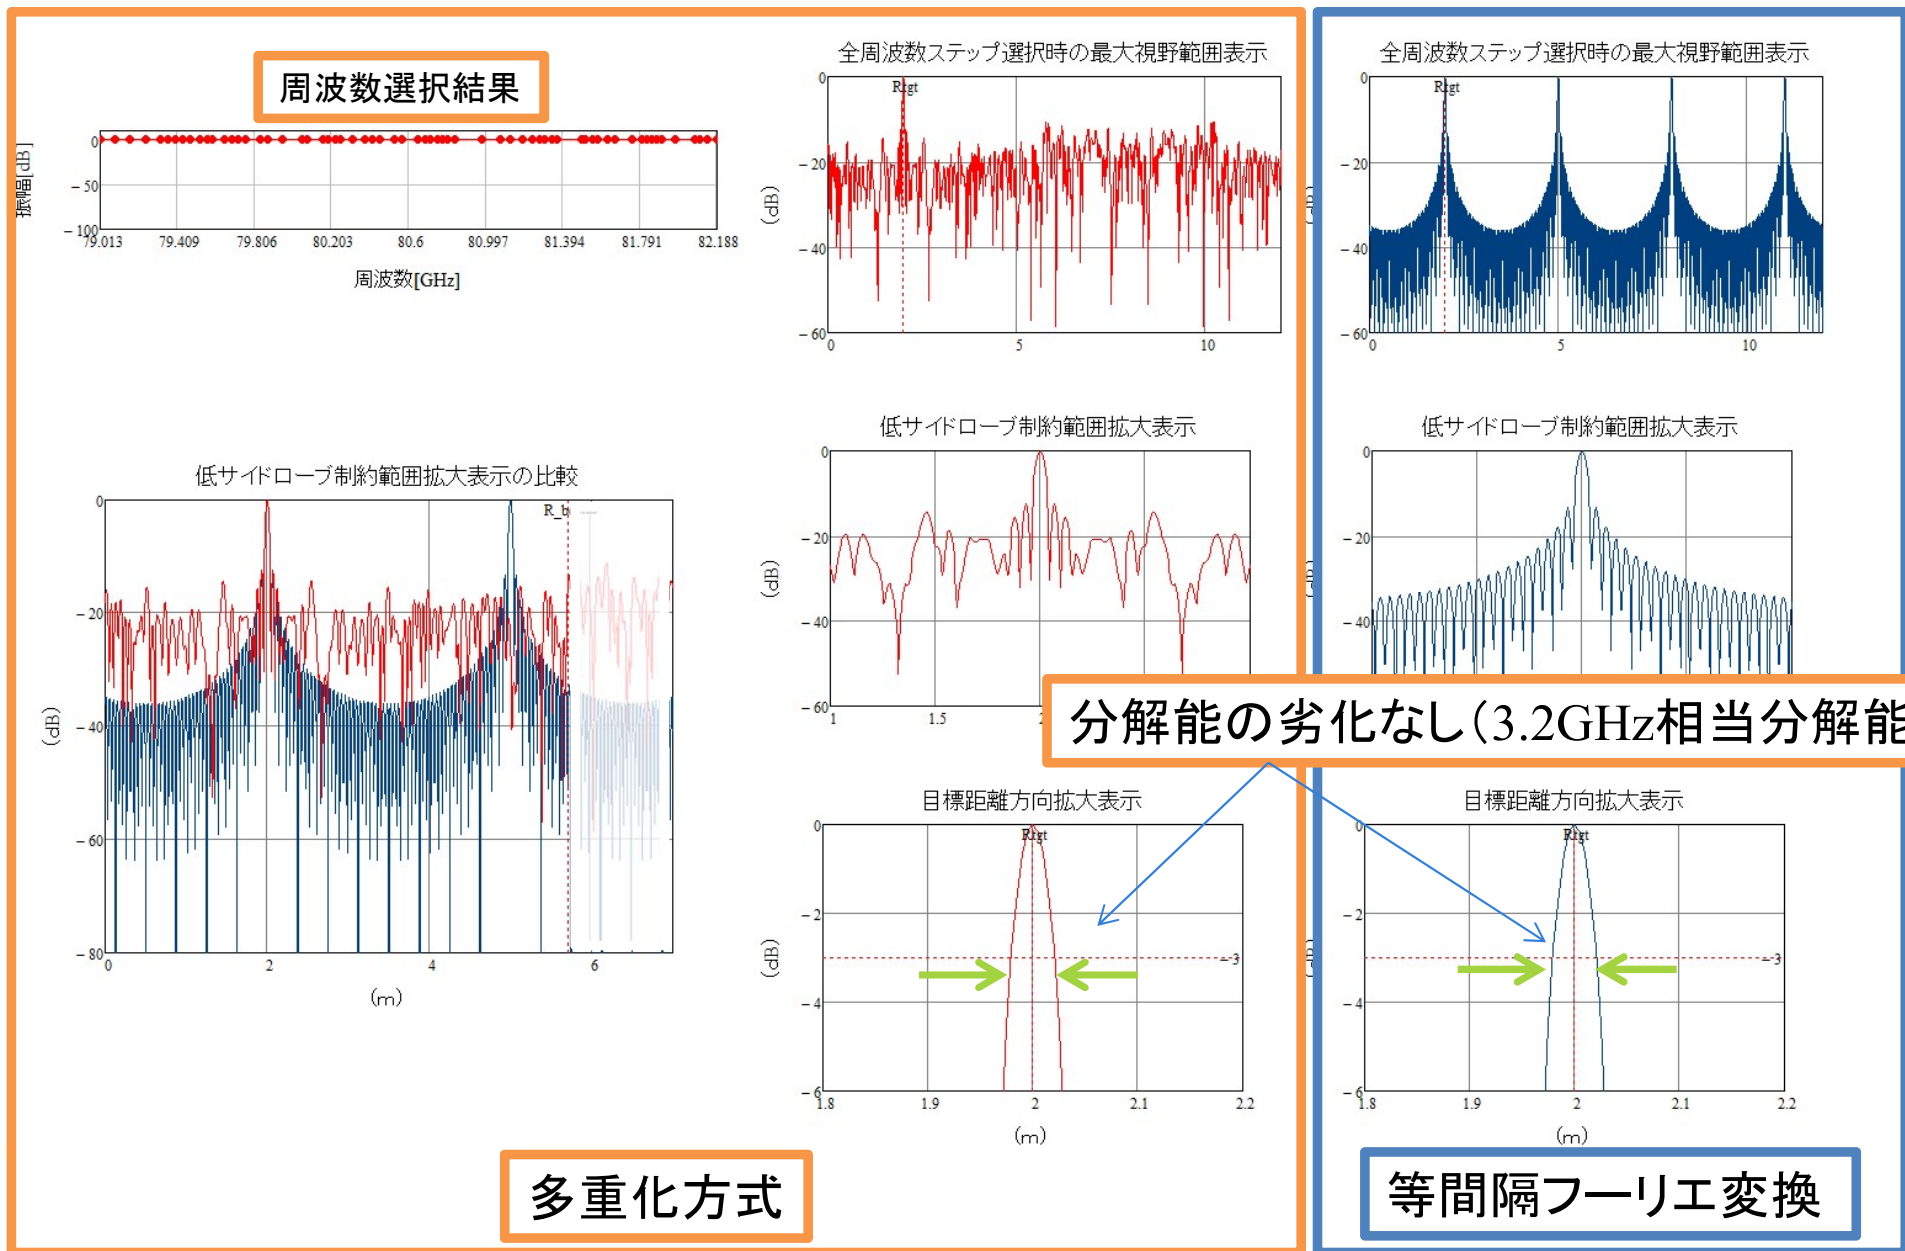 周波数選択結果
振幅[dB]
0
－50
－100
79.013 79.409 79.806 80.203 80.6 80.997 81.394 81.791 82.188
周波数[GHz]
全周波数ステップ選択時の最大視野範囲表示
Rtgt
(dB)
0
－20
－40
－60
0 5 10
全周波数ステップ選択時の最大視野範囲表示
Rtgt
0
－20
－40
－60
0 5 10
低サイドローブ制約範囲拡大表示の比較
R_b
(dB)
0
－20
－40
－60
－80
0 2 4 6
(m)
低サイドローブ制約範囲拡大表示
(dB)
0
－20
－40
－60
1 1.5
低サイドローブ制約範囲拡大表示
0
－20
－40
分解能の劣化なし(3.2GHz相当分解能
目標距離方向拡大表示
Rtgt
(dB)
0
－2
－3
－4
－6
1.8 1.9 2 2.1 2.2
(m)
目標距離方向拡大表示
Rtgt
0
－2
－3
－4
－6
1.8 1.9 2 2.1 2.2
(m)
多重化方式
等間隔フーリエ変換